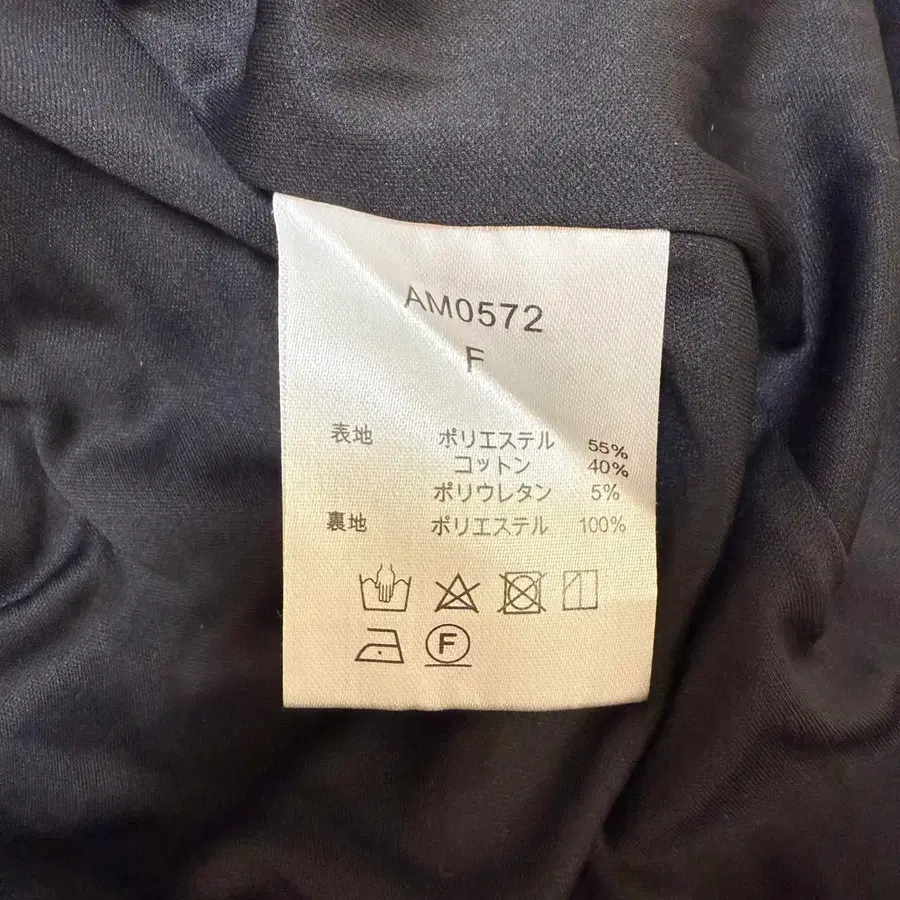 AM0572
F
表地 ポリエステル 55%
コットン 40%
ポリウレタン 5%
裏地 ポリエステル 100%
F